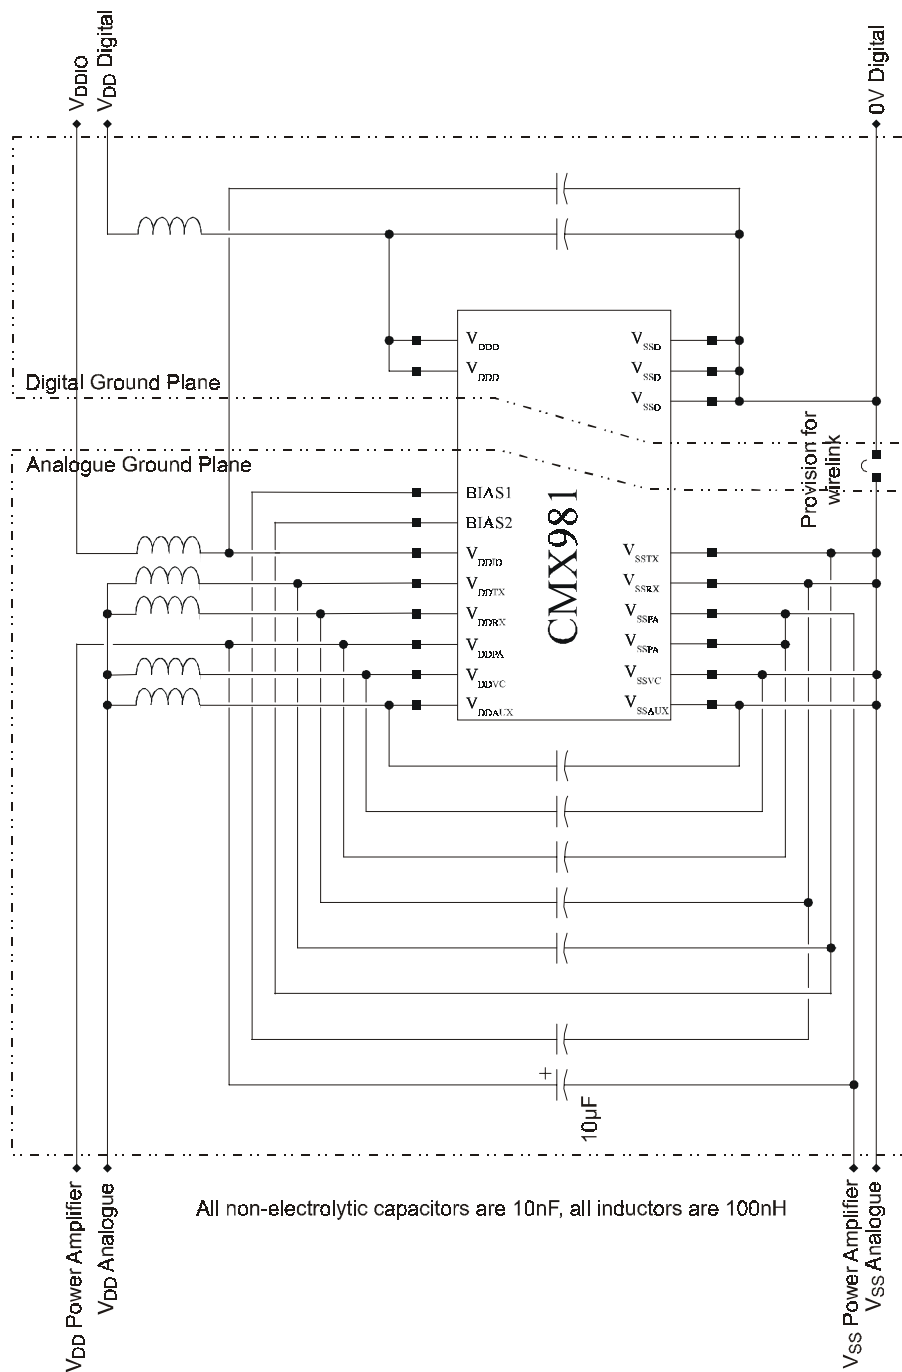 VDDIO
VDD Digital
0V Digital
VDDD
VSSD
VDDD
VSSD
Digital Ground Plane
VSSD
Provision for
wirelink
Analogue Ground Plane
BIAS1
BIAS2
CMX981
VDDIO
VSSTX
VDDTX
VSSRX
VDDRX
VSSPA
VDDPA
VSSPA
VDDVC
VSSVC
VDDAUX
VSSAUX
+
10µF
VDD Power Amplifier
VDD Analogue
All non-electrolytic capacitors are 10nF, all inductors are 100nH
VSS Power Amplifier
VSS Analogue